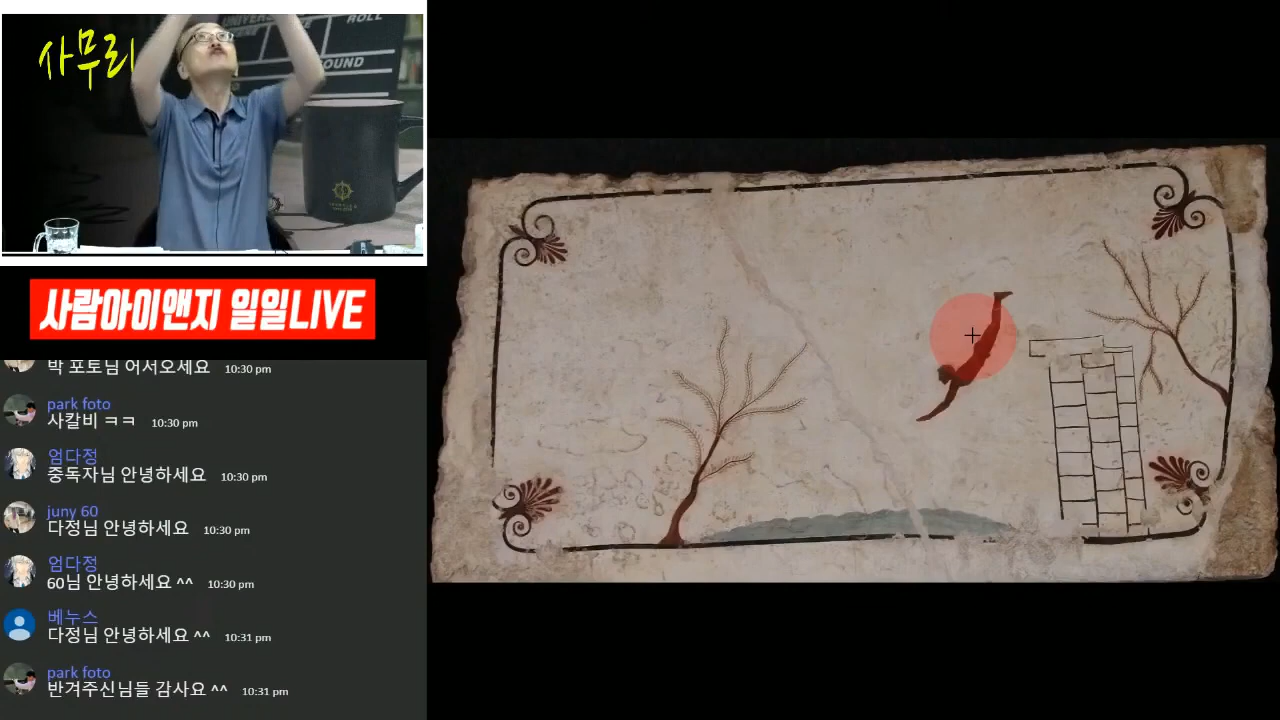 사무리
ROLL
SOUND
사람아이앤지 일일LIVE
박 포토님 어서오세요 10:30 pm
park foto
사칼비 ㅋㅋ 10:30 pm
엄다정
중독자님 안녕하세요 10:30 pm
juny 60
다정님 안녕하세요 10:30 pm
엄다정
60님 안녕하세요 ^^ 10:30 pm
베누스
다정님 안녕하세요 ^^ 10:31 pm
park foto
반겨주신님들 감사요 ^^ 10:31 pm